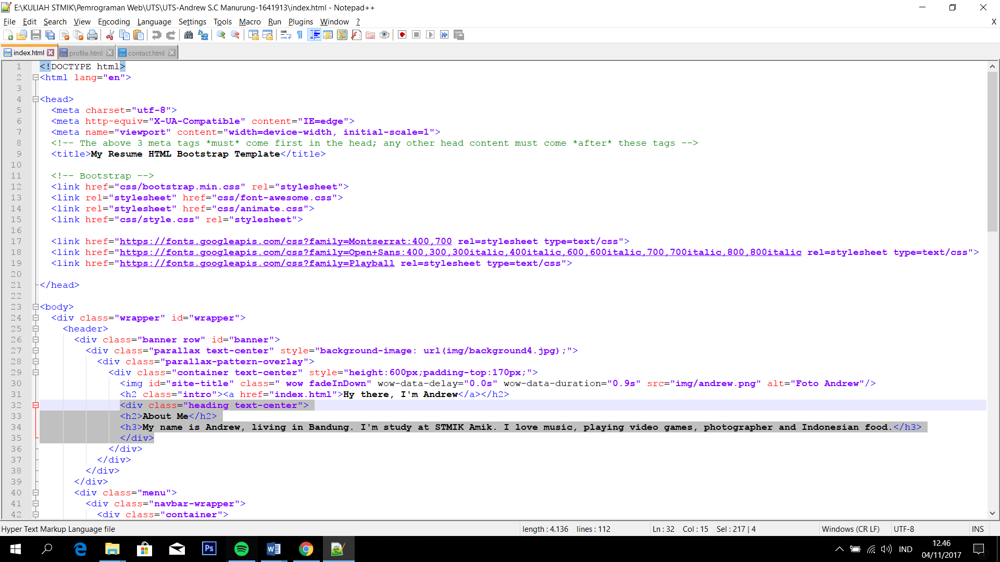 E:\KULIAH STMIK\Pemrograman Web\UTS\UTS-Andrew S.C Manurung-1641913\index.html - Notepad++
File Edit Search View Encoding Language Settings Tools Macro Run Plugins Window ? X
index.html profile.html contact.html
1 <!DOCTYPE html>
2 <html lang="en">
3
4 <head>
5 <meta charset="utf-8">
6 <meta http-equiv="X-UA-Compatible" content="IE=edge">
7 <meta name="viewport" content="width=device-width, initial-scale=1">
8 <!-- The above 3 meta tags *must* come first in the head; any other head content must come *after* these tags -->
9 <title>My Resume HTML Bootstrap Template</title>
10
11 <!-- Bootstrap -->
12 <link href="css/bootstrap.min.css" rel="stylesheet">
13 <link rel="stylesheet" href="css/font-awesome.css">
14 <link rel="stylesheet" href="css/animate.css">
15 <link href="css/style.css" rel="stylesheet">
16
17 <link href="https://fonts.googleapis.com/css?family=Montserrat:400,700 rel=stylesheet type=text/css">
18 <link href="https://fonts.googleapis.com/css?family=Open+Sans:400,300,300italic,400italic,600,600italic,700,700italic,800,800italic rel=stylesheet type=text/css">
19 <link href="https://fonts.googleapis.com/css?family=Playball rel=stylesheet type=text/css">
20
21 </head>
22
23 <body>
24 <div class="wrapper" id="wrapper">
25 <header>
26 <div class="banner row" id="banner">
27 <div class="parallax text-center" style="background-image: url(img/background4.jpg);">
28 <div class="parallax-pattern-overlay">
29 <div class="container text-center" style="height:600px;padding-top:170px;">
30 <img id="site-title" class=" wow fadeInDown" wow-data-delay="0.0s" wow-data-duration="0.9s" src="img/andrew.png" alt="Foto Andrew"/>
31 <h2 class="intro"><a href="index.html">Hy there, I'm Andrew</a></h2>
32 <div class="heading text-center">
33 <h2>About Me</h2>
34 <h3>My name is Andrew, living in Bandung. I'm study at STMIK Amik. I love music, playing video games, photographer and Indonesian food.</h3>
35 </div>
36 </div>
37 </div>
38 </div>
39 </div>
40 <div class="menu">
41 <div class="navbar-wrapper">
42 <div class="container">
Hyper Text Markup Language file length : 4.136 lines : 112 Ln : 32 Col : 15 Sel : 217 | 4 Windows (CR LF) UTF-8 INS
Ps W IND 12.46
04/11/2017